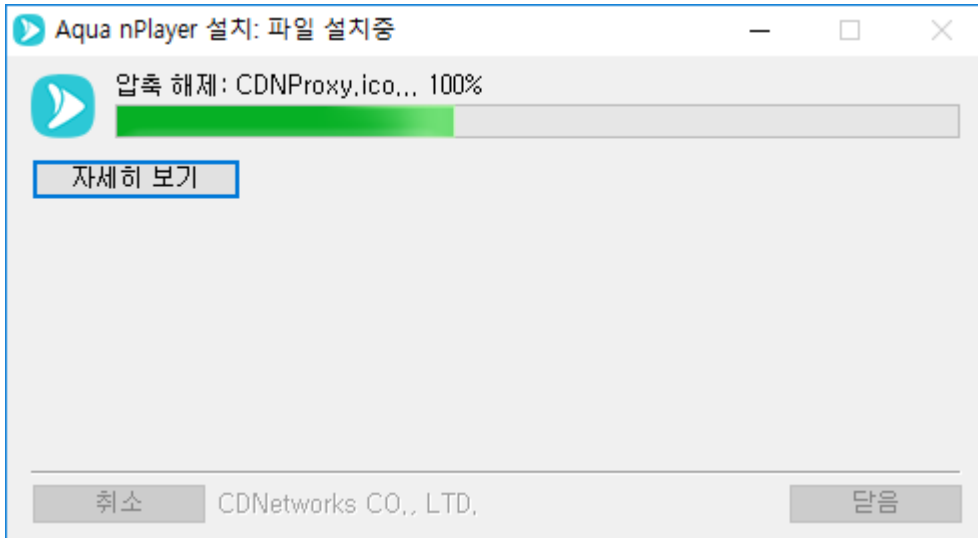 Aqua nPlayer 설치: 파일 설치중
압축 해제: CDNProxy,ico,,, 100%
자세히 보기
취소
CDNetworks CO,, LTD,
닫음